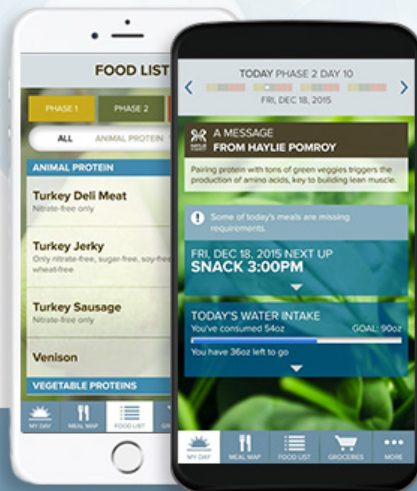 FOOD LIST
PHASE 1
PHASE 2
ALL
ANIMAL PROTEIN
ANIMAL PROTEIN
Turkey Deli Meat
Nitrate-free only
Turkey Jerky
Only nitrate-free, sugar-free, soy-free
wheat-free
Turkey Sausage
Nitrate-free only
Venison
VEGETABLE PROTEINS
MY DAY
MEAL MAP
FOOD LIST
TODAY PHASE 2 DAY 10
FRI, DEC 18, 2015
A MESSAGE
FROM HAYLIE POMROY
Pairing protein with tons of green veggies triggers the
production of amino acids, key to building lean muscle.
Some of today's meals are missing
requirements.
FRI, DEC 18, 2015 NEXT UP
SNACK 3:00PM
TODAY'S WATER INTAKE
You've consumed 54oz
GOAL: 90oz
You have 36oz left to go
MY DAY
MEAL MAP
FOOD LIST
GROCERIES
MORE